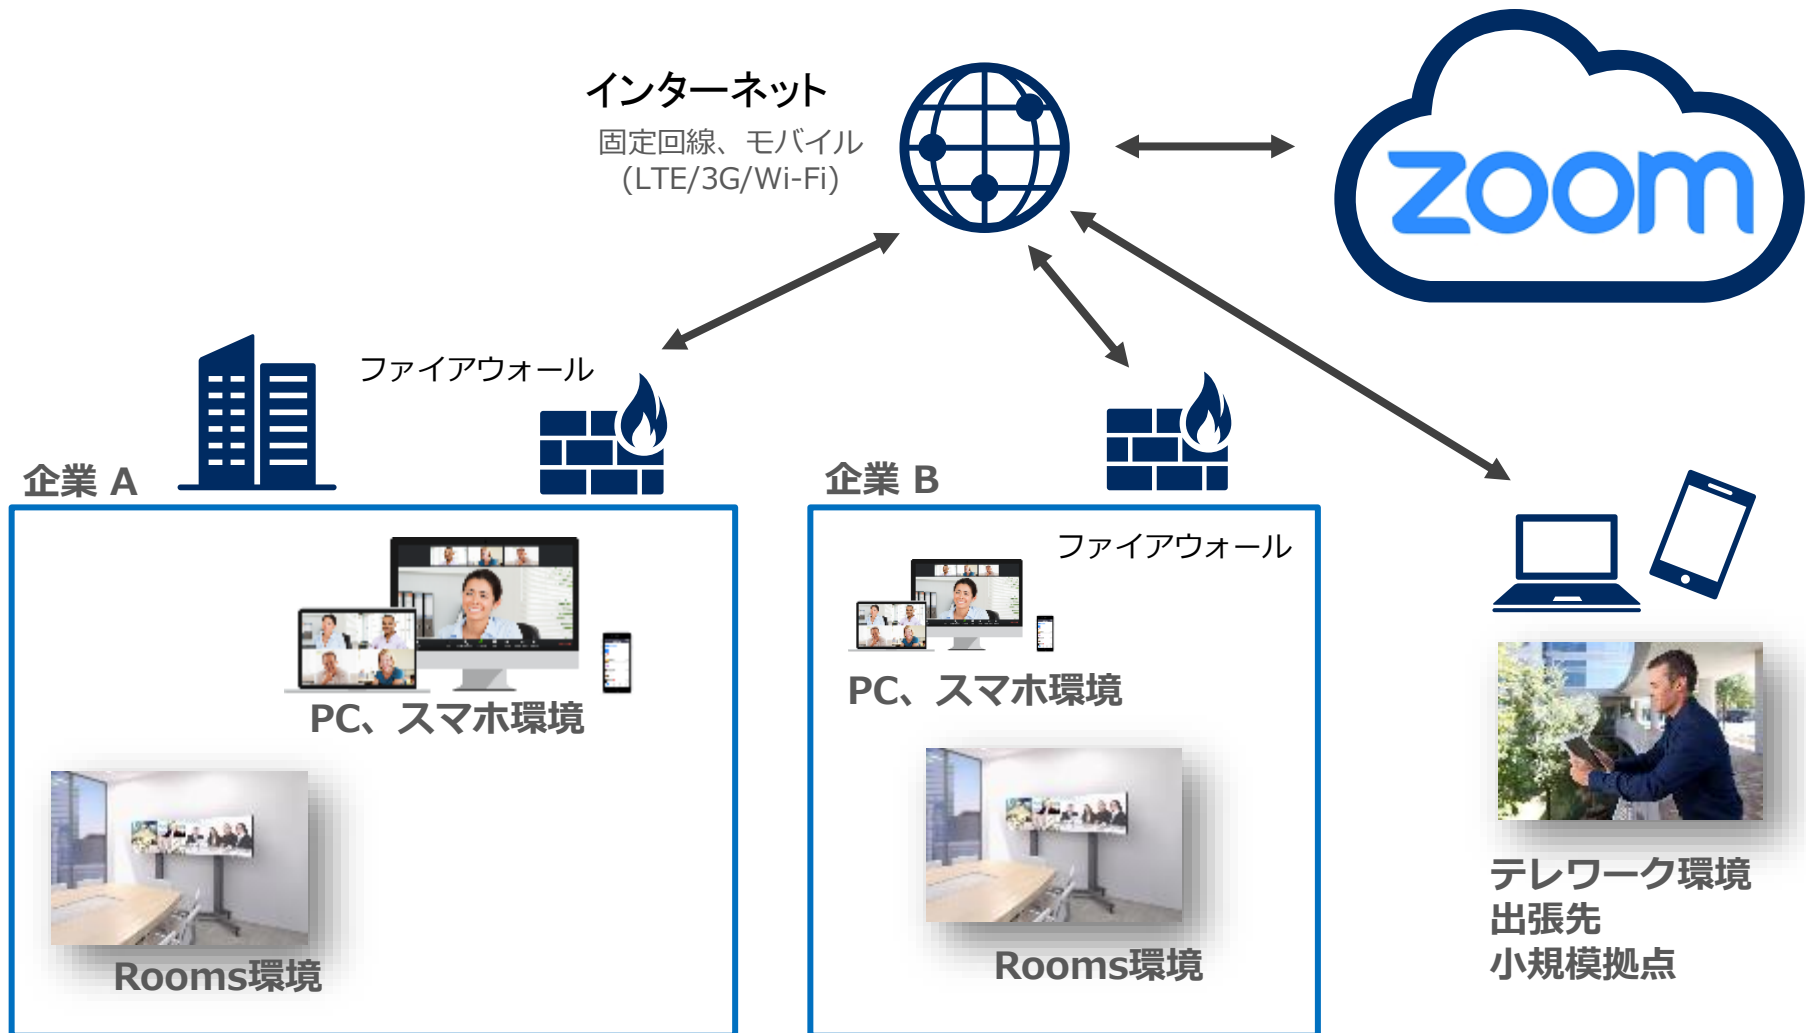 インターネット
固定回線、モバイル
(LTE/3G/Wi-Fi)
zoom
ファイアウォール
企業 A
企業 B
ファイアウォール
PC、スマホ環境
PC、スマホ環境
Rooms環境
Rooms環境
テレワーク環境
出張先
小規模拠点